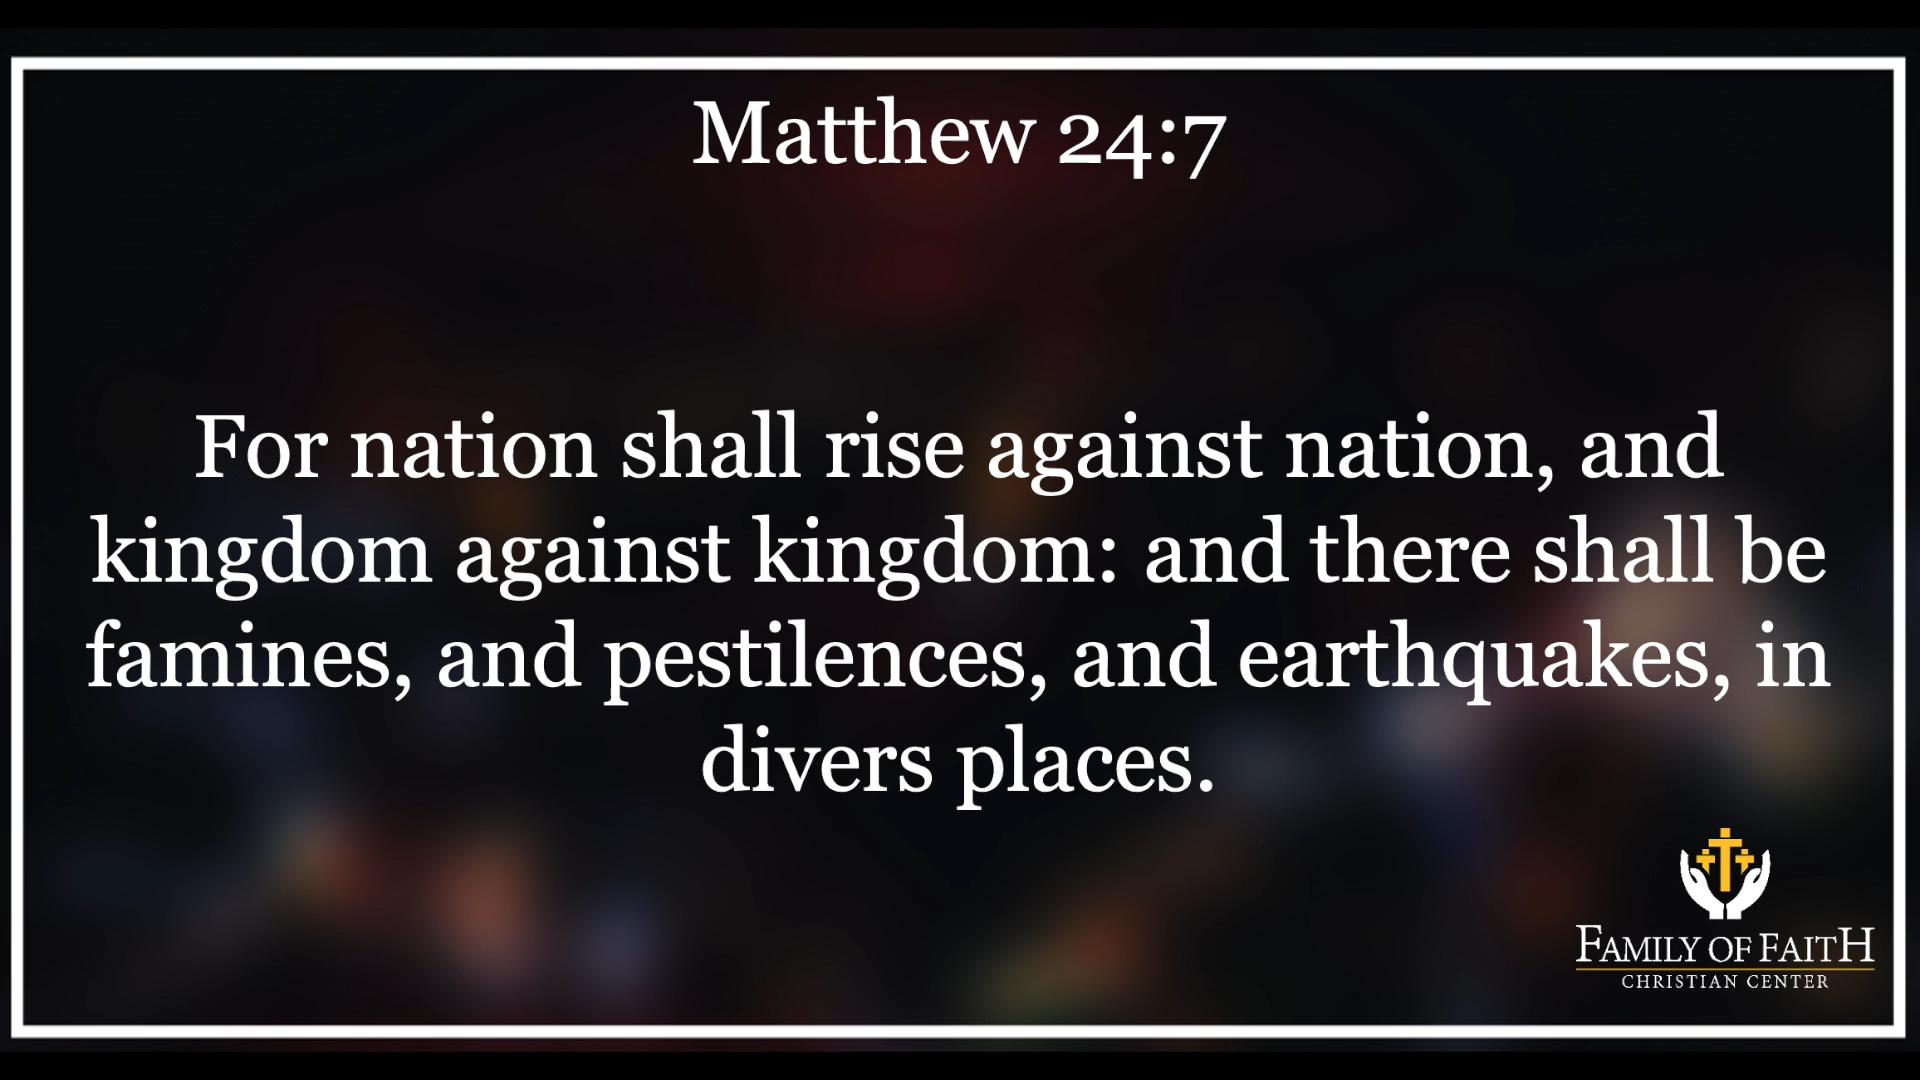 Matthew 24:7
For nation shall rise against nation, and
kingdom against kingdom: and there shall be
famines, and pestilences, and earthquakes, in
divers places.
FAMILY OF FAITH
CHRISTIAN CENTER